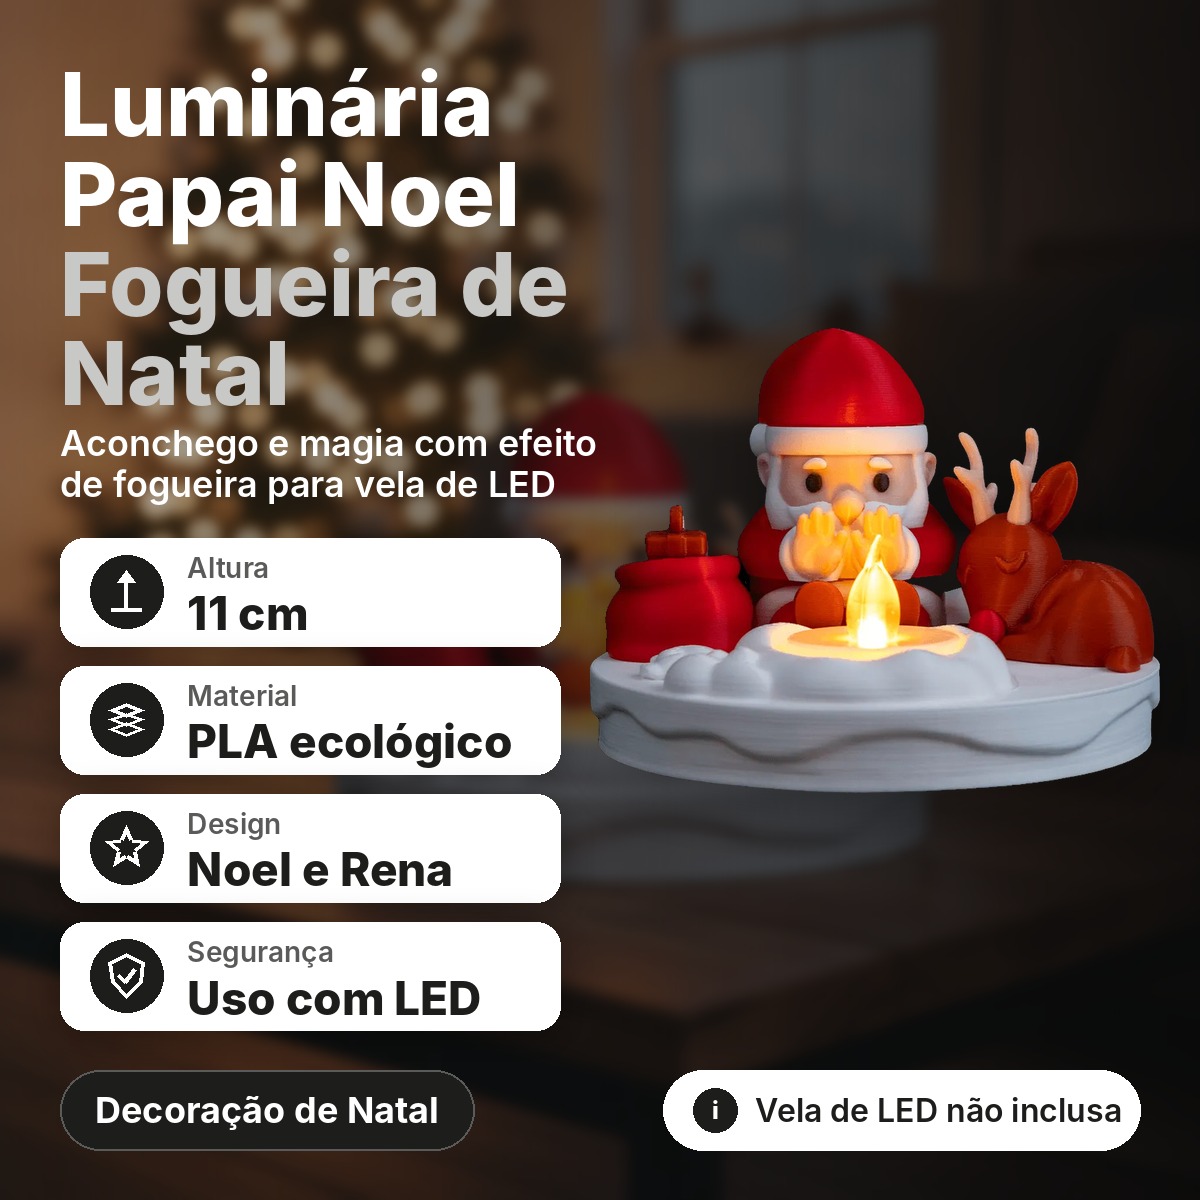 Luminária
Papai Noel
Fogueira de
Natal
Aconchego e magia com efeito
de fogueira para vela de LED
Altura
11 cm
Material
PLA ecológico
Design
Noel e Rena
Segurança
Uso com LED
Decoração de Natal
i Vela de LED não inclusa